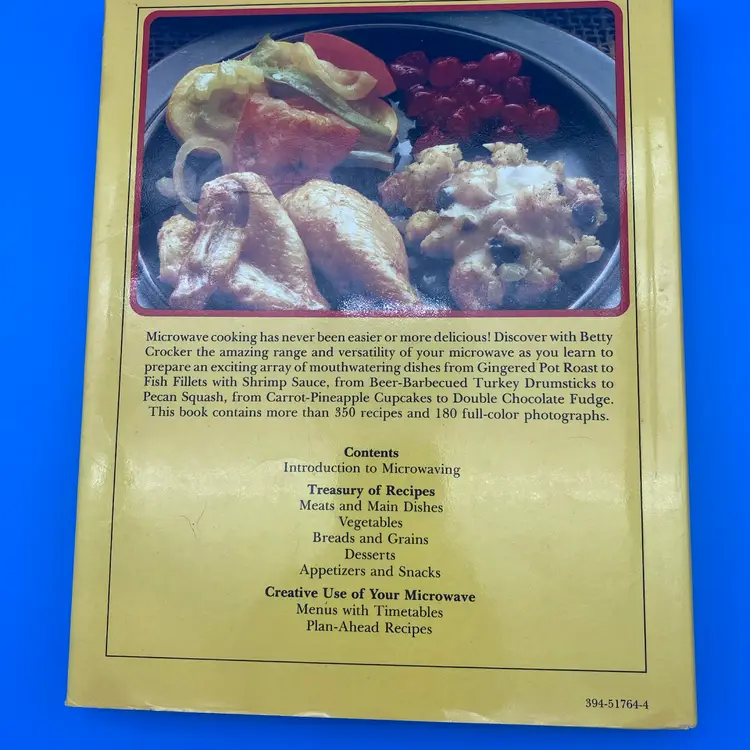 Microwave cooking has never been easier or more delicious! Discover with Betty
Crocker the amazing range and versatility of your microwave as you learn to
prepare an exciting array of mouthwatering dishes from Gingered Pot Roast to
Fish Fillets with Shrimp Sauce, from Beer-Barbecued Turkey Drumsticks to
Pecan Squash, from Carrot-Pineapple Cupcakes to Double Chocolate Fudge.
This book contains more than 350 recipes and 180 full-color photographs.
Contents
Introduction to Microwaving
Treasury of Recipes
Meats and Main Dishes
Vegetables
Breads and Grains
Desserts
Appetizers and Snacks
Creative Use of Your Microwave
Menus with Timetables
Plan-Ahead Recipes
394-51764-4